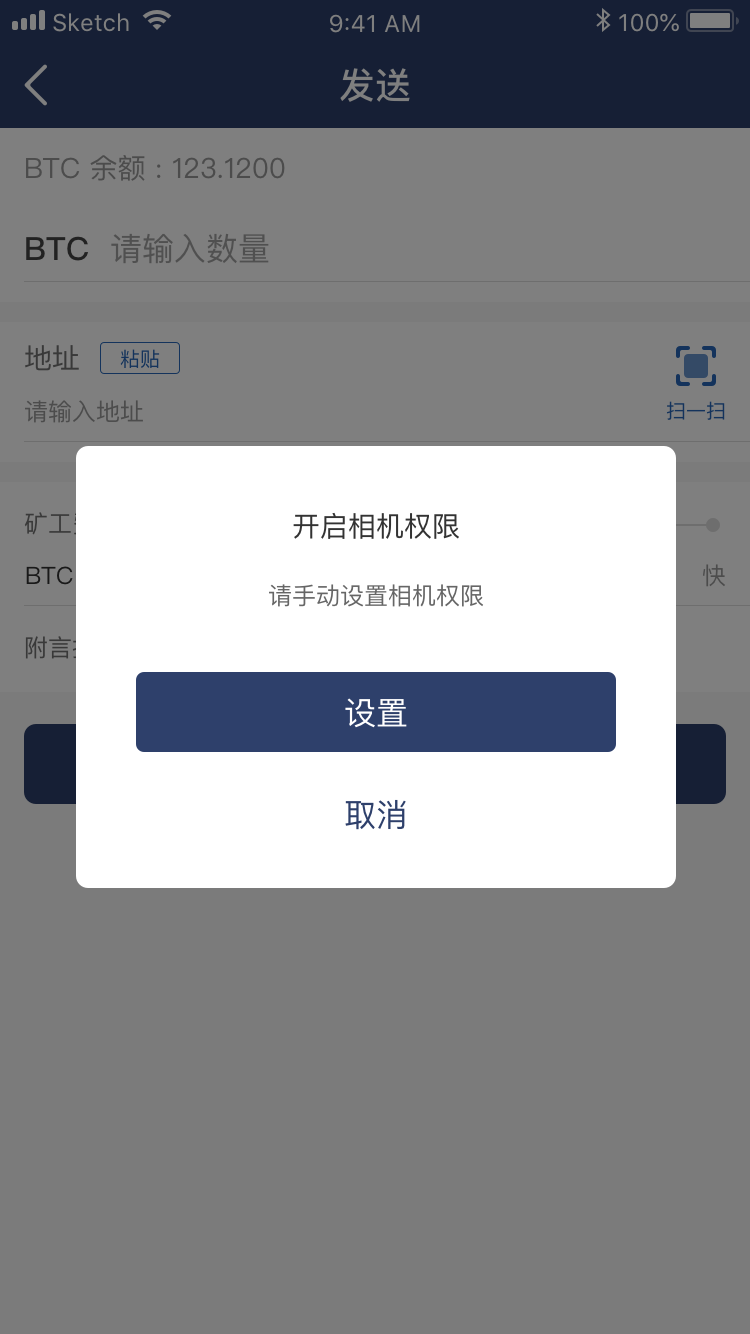 Sketch 9:41 AM 100%
发送
BTC 余额：123.1200
BTC 请输入数量
地址 粘贴
扫一扫
请输入地址
开启相机权限
矿工
请手动设置相机权限
BTC 快
附言
设置
取消